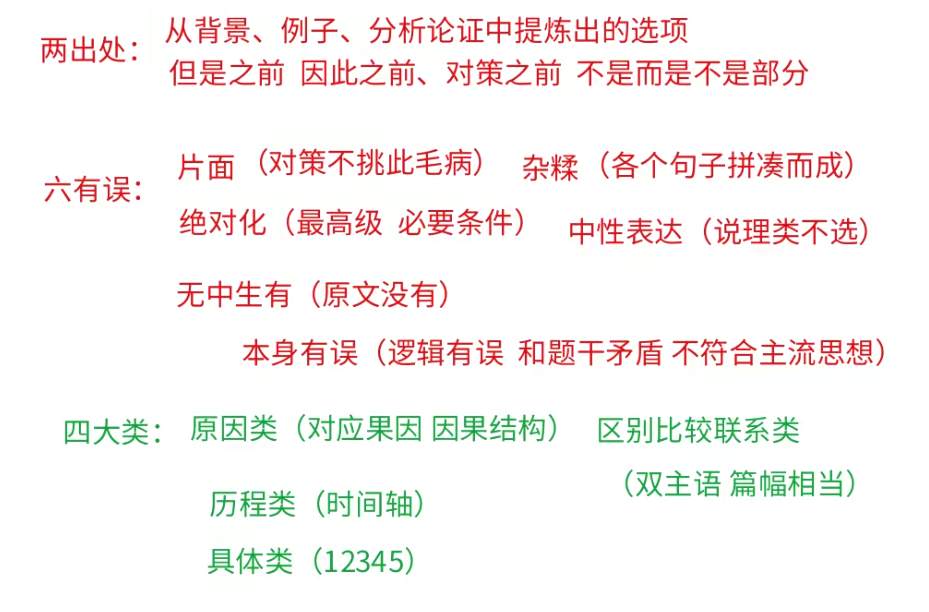 两出处：从背景、例子、分析论证中提炼出的选项
但是之前 因此之前、对策之前 不是而是不是部分
六有误：片面（对策不挑此毛病） 杂糅（各个句子拼凑而成）
绝对化（最高级 必要条件） 中性表达（说理类不选）
无中生有（原文没有）
本身有误（逻辑有误 和题干矛盾 不符合主流思想）
四大类：原因类（对应果因 因果结构） 区别比较联系类
（双主语 篇幅相当）
历程类（时间轴）
具体类（12345）